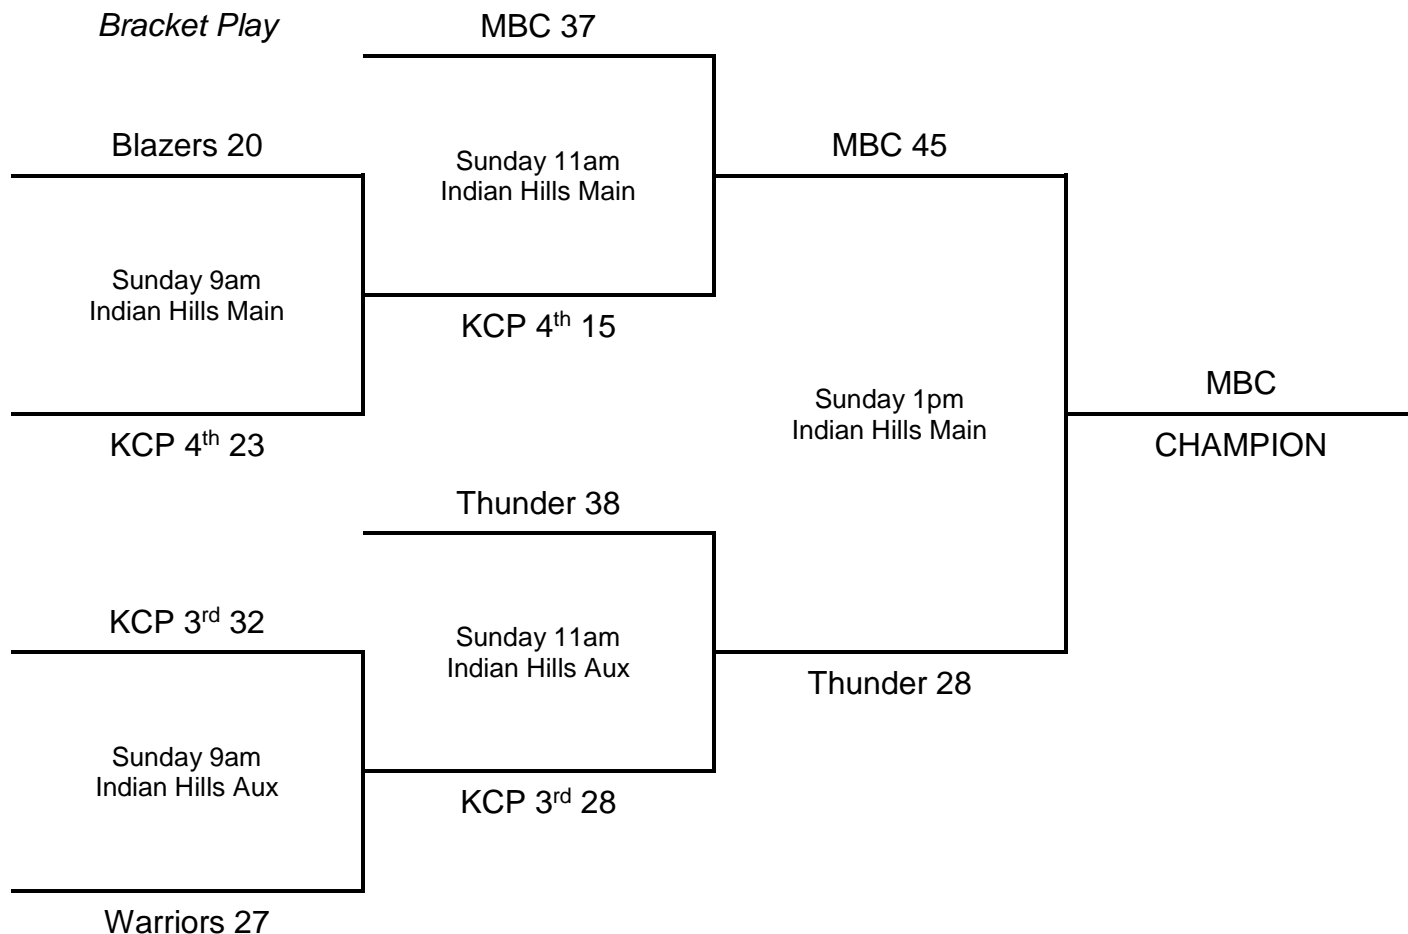 Bracket Play
MBC 37
Blazers 20
Sunday 11am
Indian Hills Main
MBC 45
Sunday 9am
Indian Hills Main
KCP 4th 15
KCP 4th 23
Sunday 1pm
Indian Hills Main
MBC
CHAMPION
Thunder 38
KCP 3rd 32
Sunday 11am
Indian Hills Aux
Thunder 28
Sunday 9am
Indian Hills Aux
KCP 3rd 28
Warriors 27